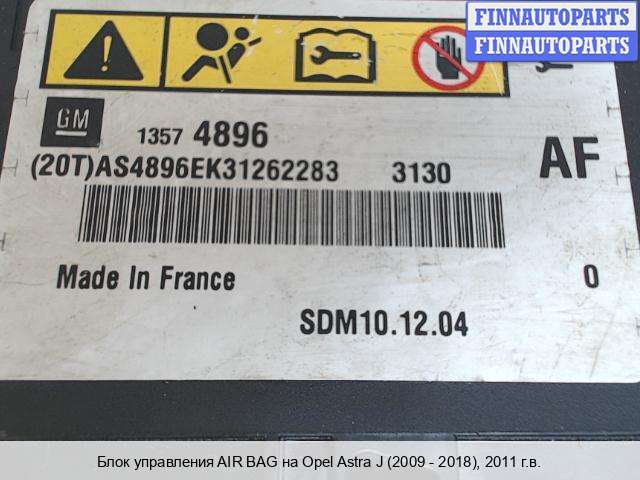 FINNAUTOPARTS
FINNAUTOPARTS
GM
1357 4896
AF
(20T)AS4896EK31262283 3130
Made In France 0
SDM10.12.04
Блок управления AIR BAG на Opel Astra J (2009 - 2018), 2011 г.в.